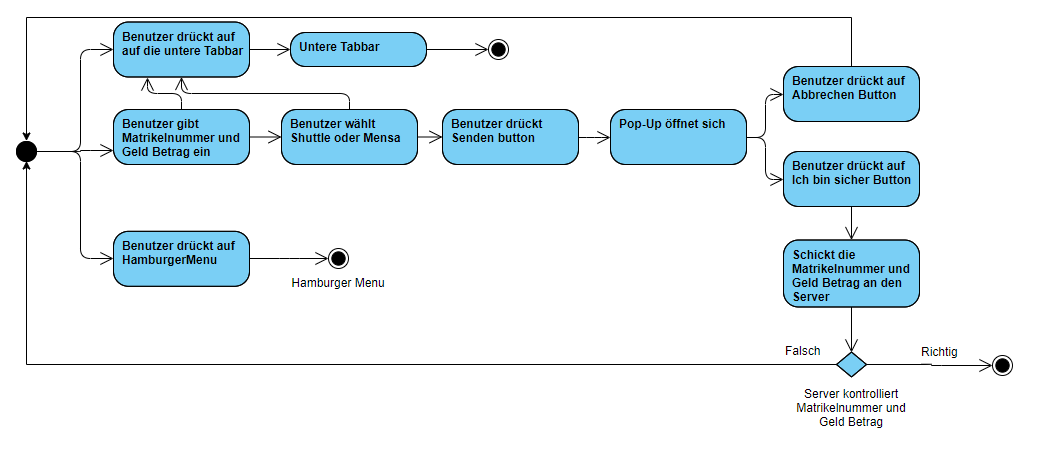 Benutzer drückt auf
auf die untere Tabbar
Untere Tabbar
Benutzer gibt
Matrikelnummer und
Geld Betrag ein
Benutzer wählt
Shuttle oder Mensa
Benutzer drückt
Senden button
Pop-Up öffnet sich
Benutzer drückt auf
Abbrechen Button
Benutzer drückt auf
Ich bin sicher Button
Benutzer drückt auf
HamburgerMenu
Hamburger Menu
Schickt die
Matrikelnummer und
Geld Betrag an den
Server
Falsch
Richtig
Server kontrolliert
Matrikelnummer und
Geld Betrag